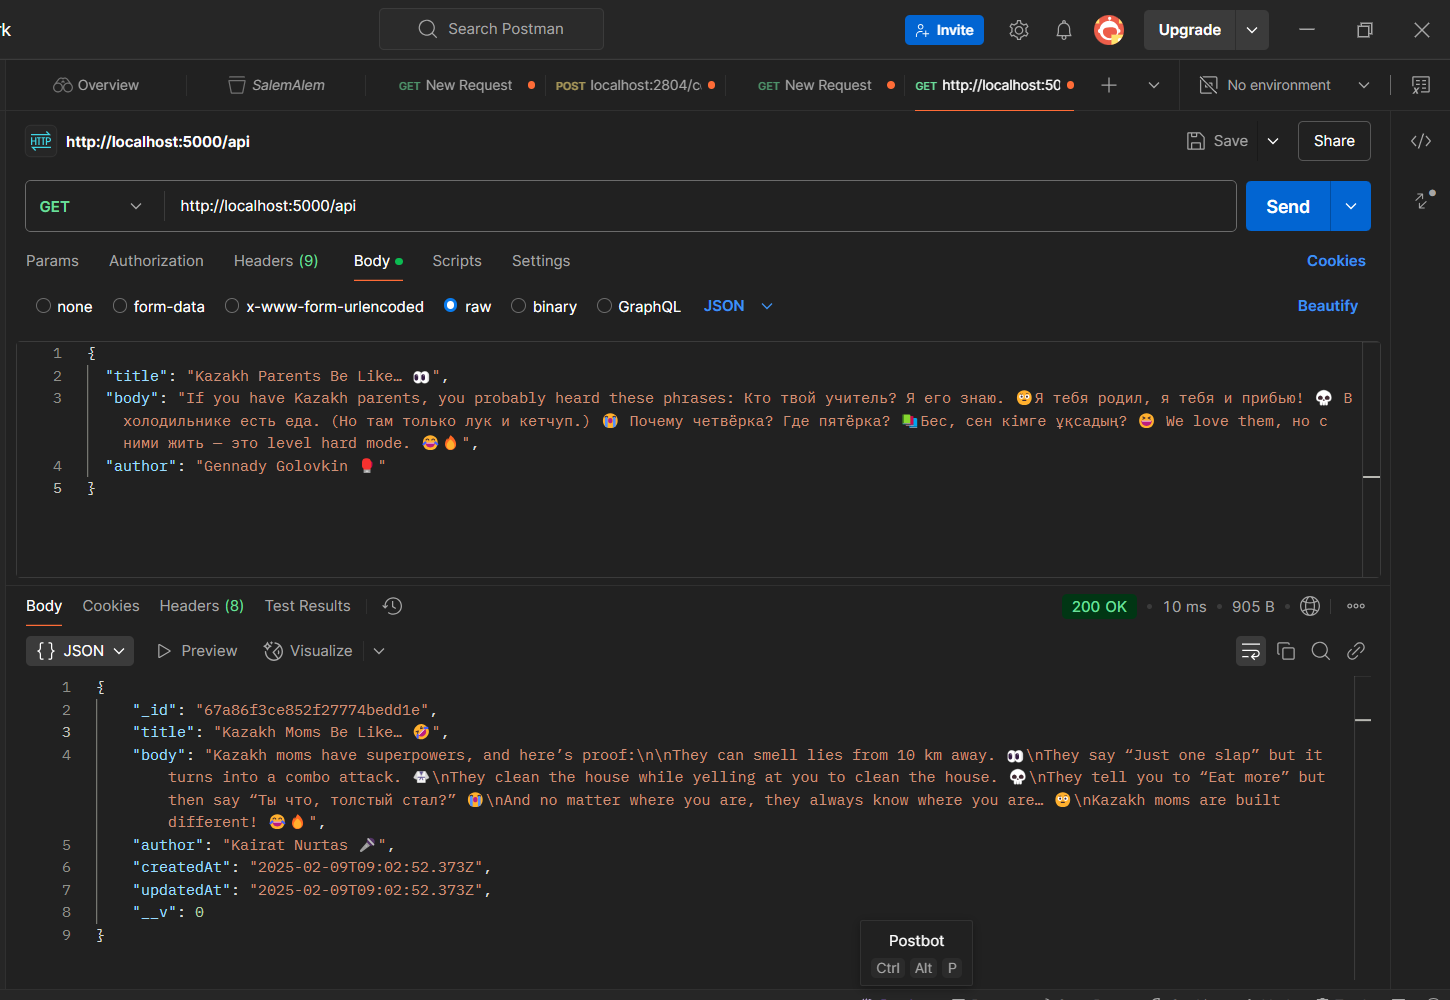 rk
Search Postman
Invite
Upgrade
Overview
SalemAlem
GET New Request
POST localhost:2804/c
GET New Request
GET http://localhost:50
No environment
HTTP http://localhost:5000/api
Save
Share
GET
http://localhost:5000/api
Send
Params Authorization Headers (9) Body Scripts Settings
Cookies
none form-data x-www-form-urlencoded raw binary GraphQL JSON
Beautify
1 {
2 "title": "Kazakh Parents Be Like… 👀",
3 "body": "If you have Kazakh parents, you probably heard these phrases: Кто твой учитель? Я его знаю. 😳Я тебя родил, я тебя и прибью! 💀 В
холодильнике есть еда. (Но там только лук и кетчуп.) 😭 Почему четвёрка? Где пятёрка? 📚Бес, сен кімге ұқсадың? 😆 We love them, но с
ними жить — это level hard mode. 😂🔥",
4 "author": "Gennady Golovkin 🥊"
5 }
Body Cookies Headers (8) Test Results
200 OK • 10 ms • 905 B •
{} JSON
Preview
Visualize
1 {
2 "_id": "67a86f3ce852f27774bedd1e",
3 "title": "Kazakh Moms Be Like… 🤣",
4 "body": "Kazakh moms have superpowers, and here’s proof:\n\nThey can smell lies from 10 km away. 👀\nThey say “Just one slap” but it
turns into a combo attack. 🥋\nThey clean the house while yelling at you to clean the house. 💀\nThey tell you to “Eat more” but
then say “Ты что, толстый стал?” 😭\nAnd no matter where you are, they always know where you are… 😳\nKazakh moms are built
different! 😂🔥",
5 "author": "Kairat Nurtas 🎤",
6 "createdAt": "2025-02-09T09:02:52.373Z",
7 "updatedAt": "2025-02-09T09:02:52.373Z",
8 "__v": 0
9 }
Postbot
Ctrl Alt P